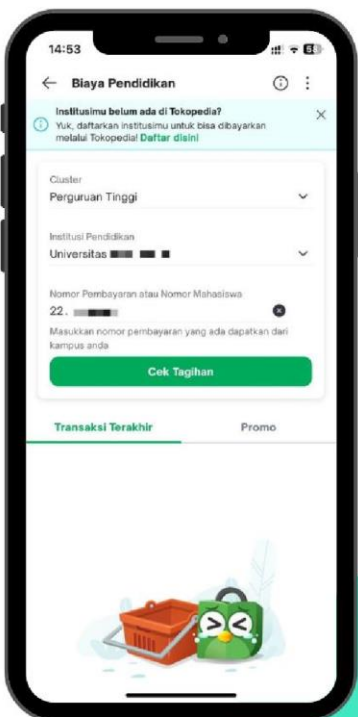 14:53
Biaya Pendidikan
Institusimu belum ada di Tokopedia?
Yuk, daftarkan institusimu untuk bisa dibayarkan
melalui Tokopedia! Daftar disini
Cluster
Perguruan Tinggi
Institusi Pendidikan
Universitas
Nomor Pembayaran atau Nomor Mahasiswa
22.
Masukkan nomor pembayaran yang ada dapatkan dari
kampus anda
Cek Tagihan
Transaksi Terakhir
Promo